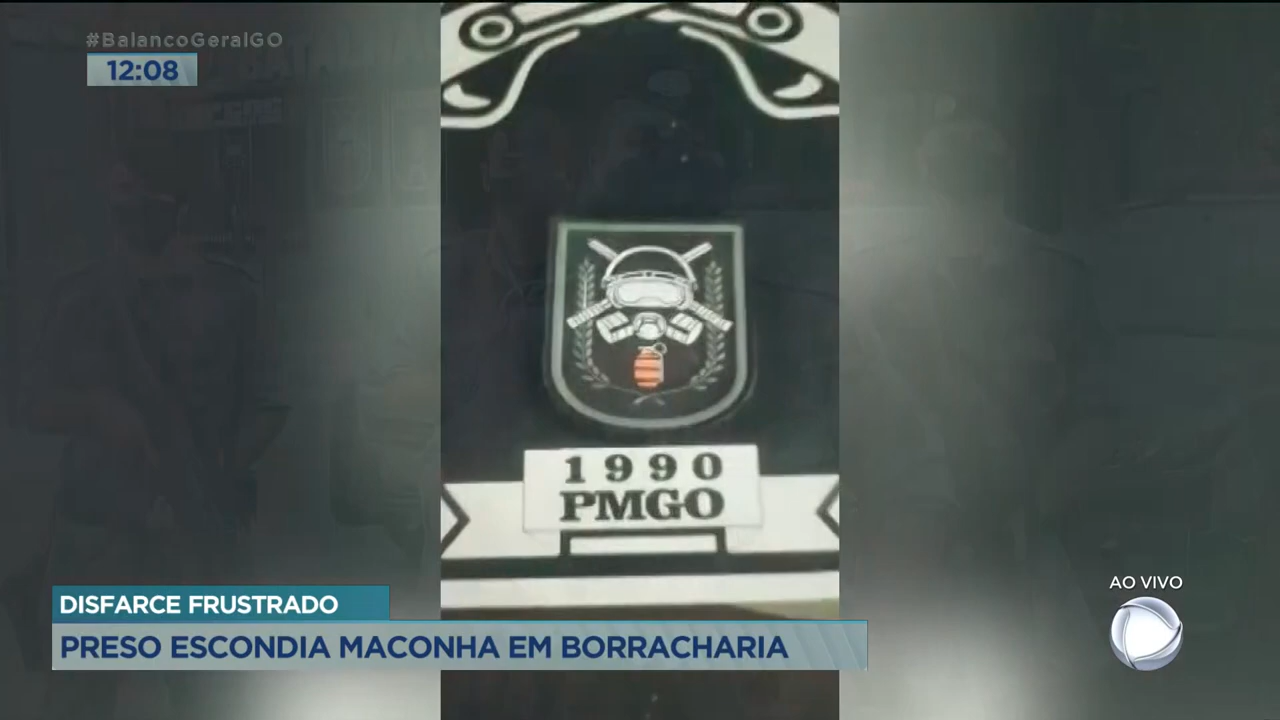 #BalancoGeralGO
12:08
1990
PMGO
DISFARCE FRUSTRADO
PRESO ESCONDIA MACONHA EM BORRACHARIA
AO VIVO